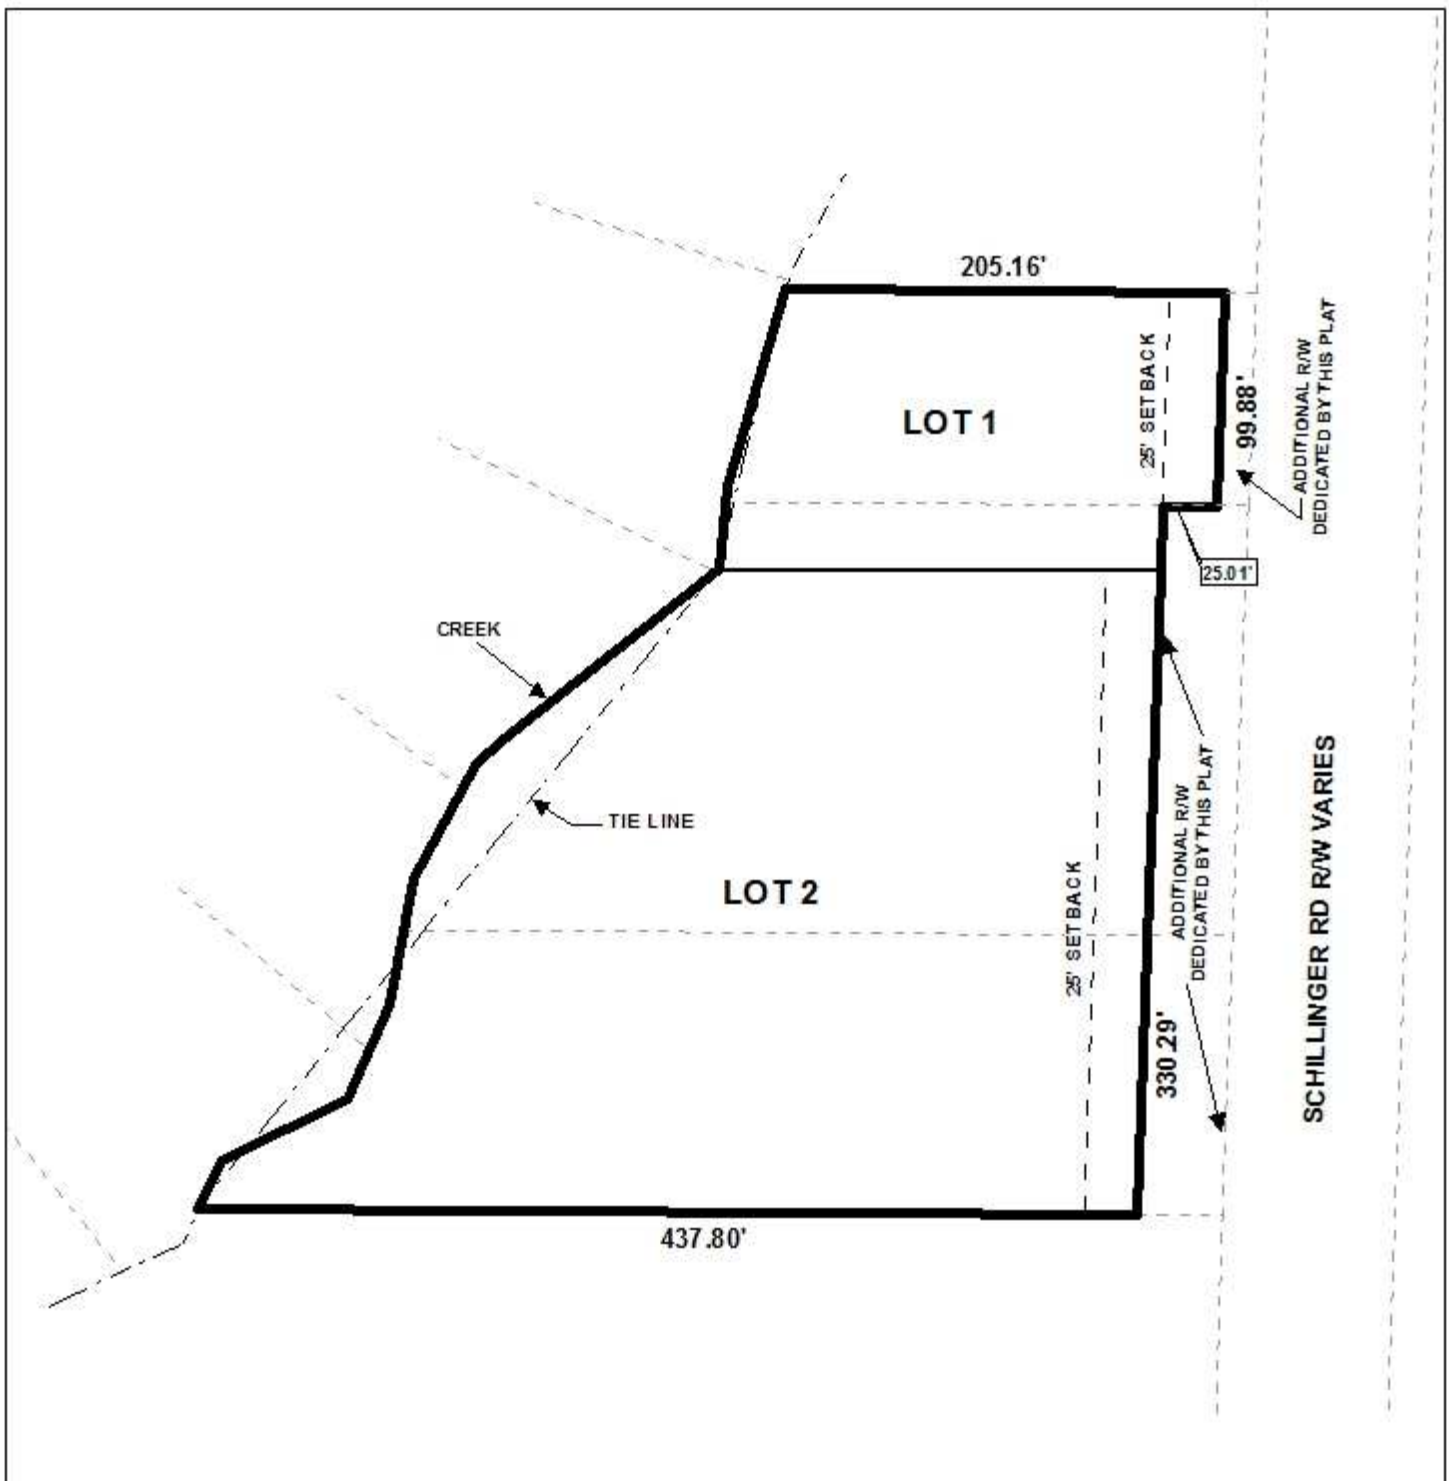 205.16'
LOT 1
25' SETBACK
99.88'
ADDITIONAL R/W
DEDICATED BY THIS PLAT
25.01'
CREEK
TIE LINE
LOT 2
25' SETBACK
ADDITIONAL R/W
DEDICATED BY THIS PLAT
330.29'
SCHILLINGER RD R/W VARIES
437.80'